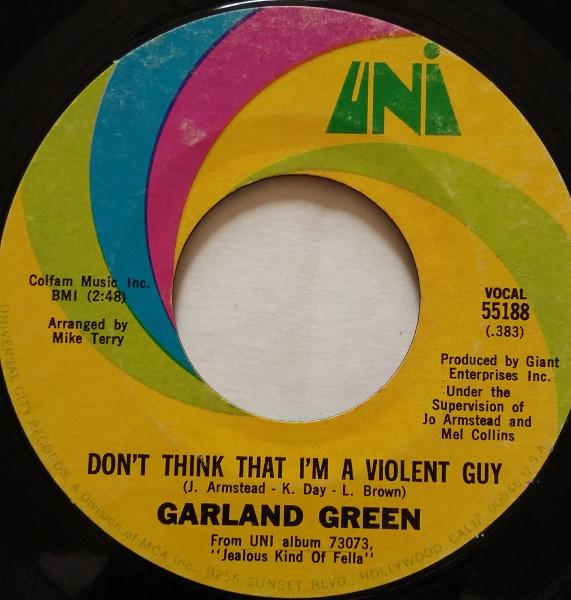 UNI
Colfam Music Inc.
BMI (2:48)
Arranged by
Mike Terry
VOCAL
55188
(.383)
Produced by Giant
Enterprises Inc.
Under the
Supervision of
Jo Armstead and
Mel Collins
DON'T THINK THAT I'M A VIOLENT GUY
(J. Armstead - K. Day - L. Brown)
GARLAND GREEN
From UNI album 73073,
"Jealous Kind Of Fella"
UNIVERSAL CITY RECORDS, A Division of MCA Inc., 8255 SUNSET BLVD., HOLLYWOOD CALIF. 90046 U.S.A.